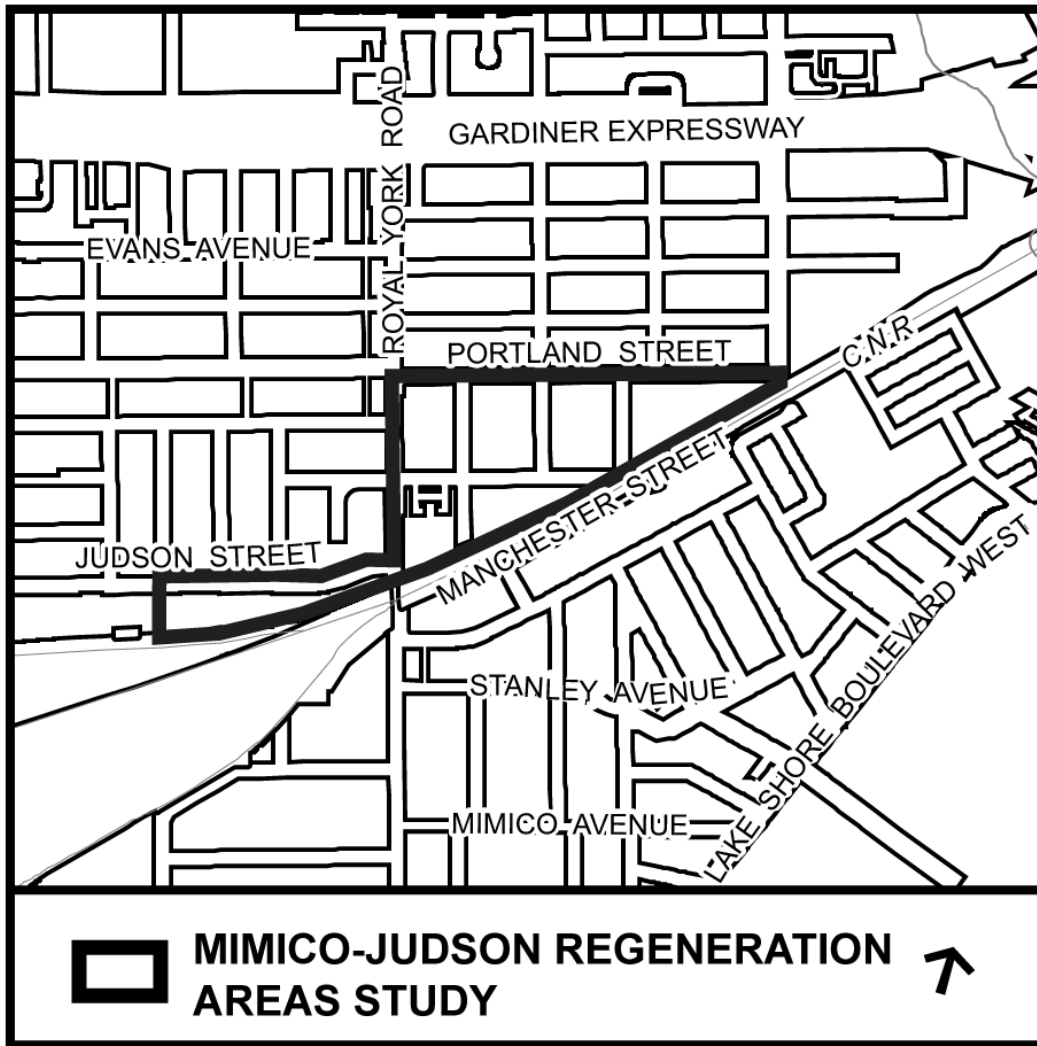 GARDINER EXPRESSWAY
ROYAL YORK ROAD
EVANS AVENUE
PORTLAND STREET
C.N.R
MANCHESTER STREET
JUDSON STREET
STANLEY AVENUE
LAKE SHORE BOULEVARD WEST
MIMICO AVENUE
MIMICO-JUDSON REGENERATION
AREAS STUDY